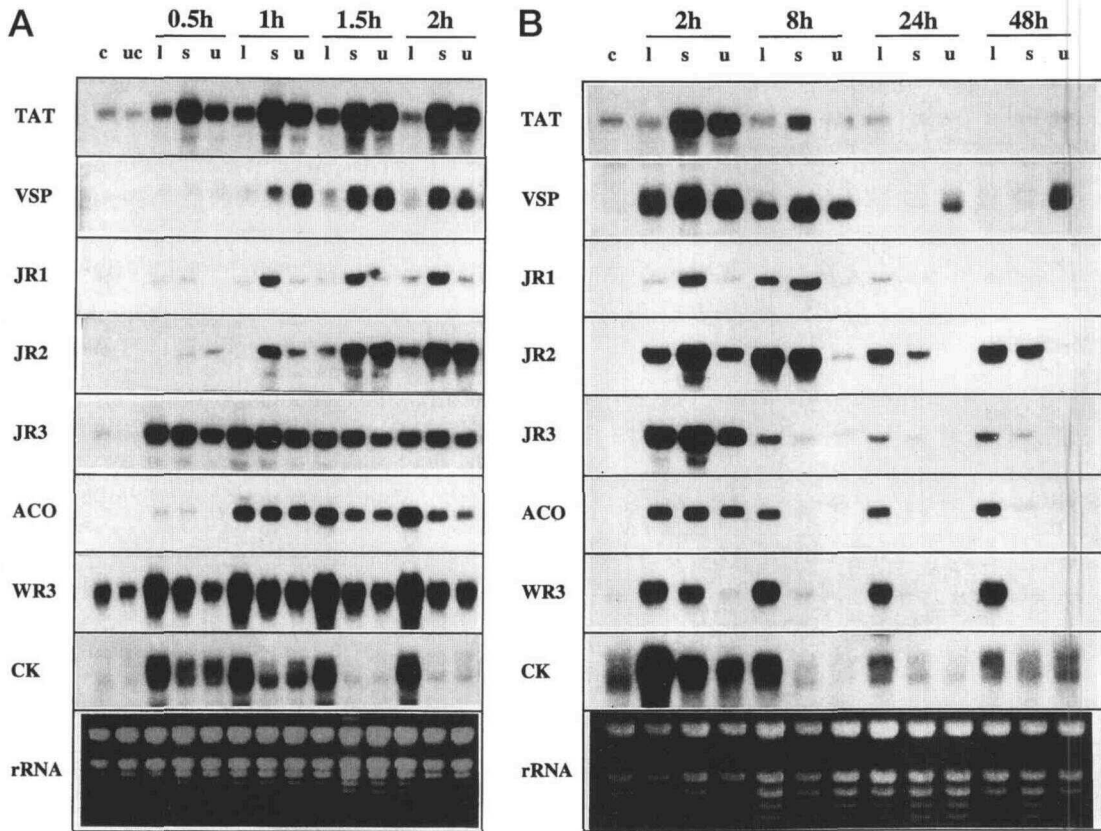 A
0.5h 1h 1.5h 2h
c uc l s u l s u l s u l s u
TAT
VSP
JR1
JR2
JR3
ACO
WR3
CK
rRNA
B
2h 8h 24h 48h
c l s u l s u l s u l s u
TAT
VSP
JR1
JR2
JR3
ACO
WR3
CK
rRNA